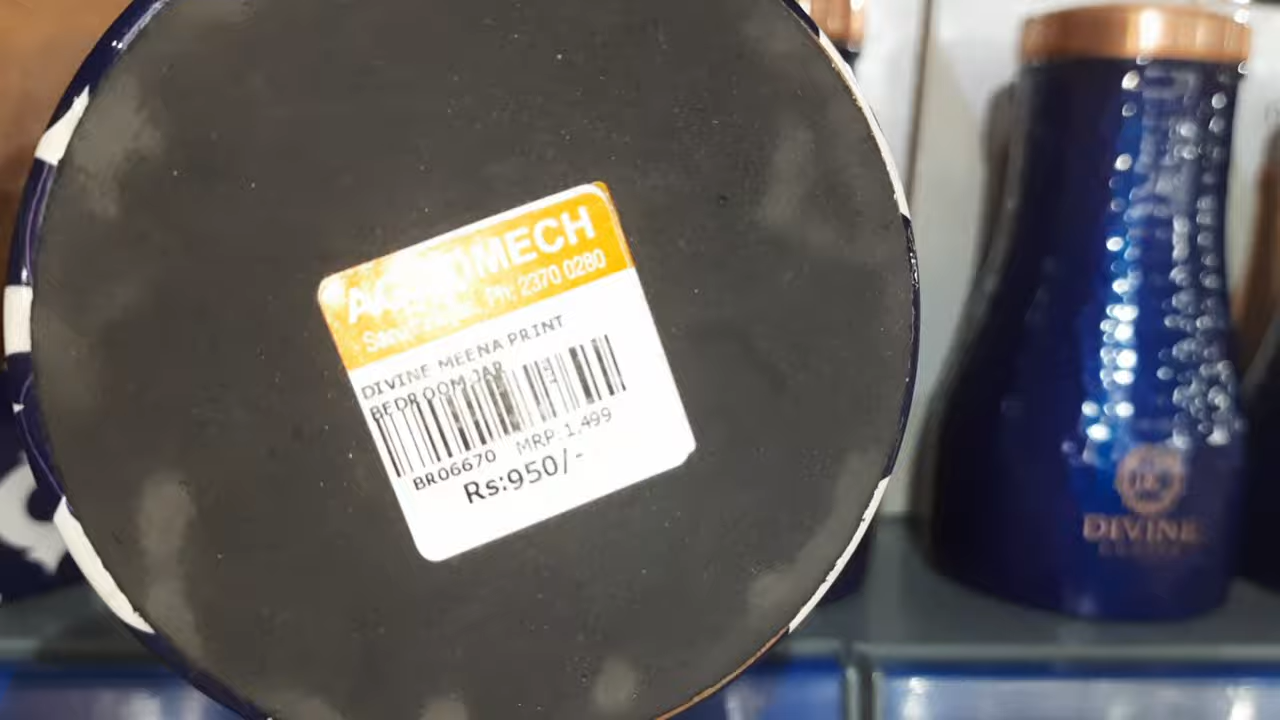 MECH
Ph: 2370 0280
DIVINE MEENA PRINT
BEDROOM JAR
BR06670 MRP: 1,499
Rs:950/-
DIVINE